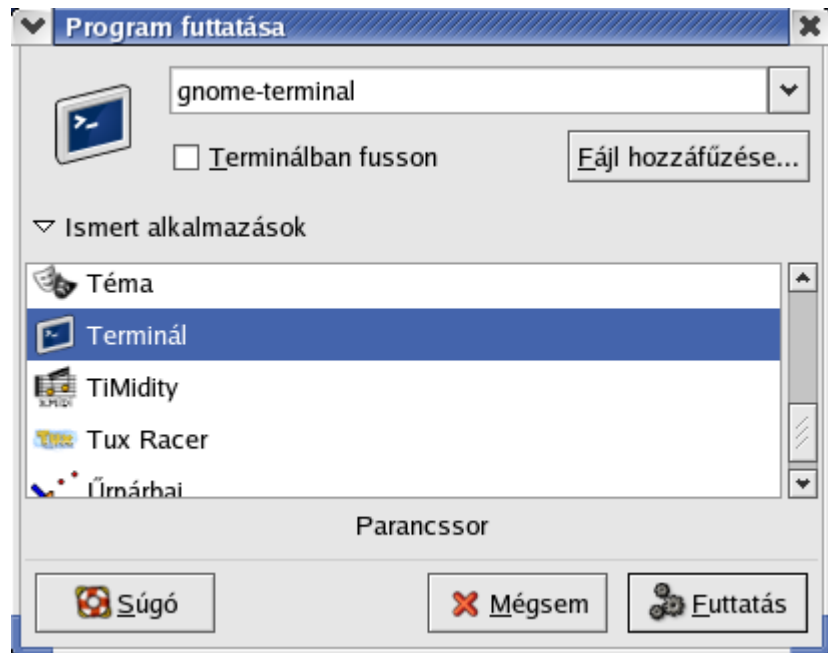 Program futtatása
gnome-terminal
Terminálban fusson
Fájl hozzáfűzése...
Ismert alkalmazások
Téma
Terminál
TiMidity
Tux Racer
Űrpárbaj
Parancssor
Súgó
Mégsem
Futtatás